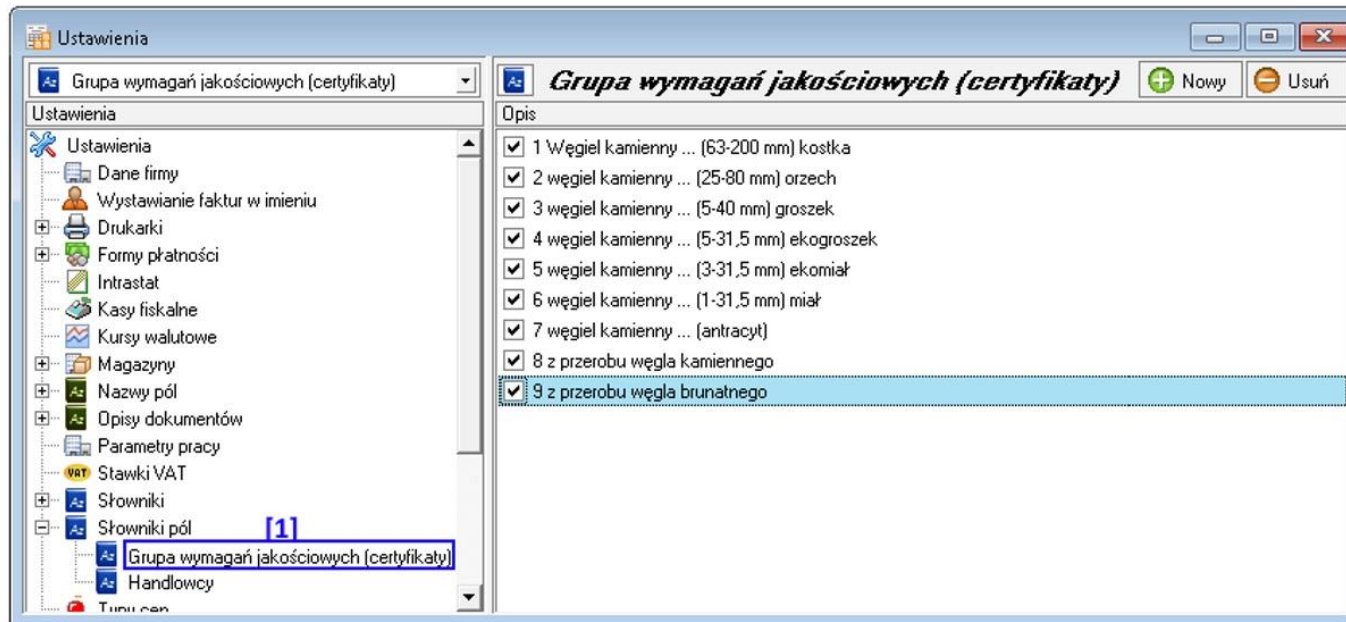 Ustawienia
Grupa wymagań jakościowych (certyfikaty)
Ustawienia
Ustawienia
Dane firmy
Wystawianie faktur w imieniu
Drukarki
Formy płatności
Intrastat
Kasy fiskalne
Kursy walutowe
Magazyny
Nazwy pól
Opisy dokumentów
Parametry pracy
VAT Stawki VAT
Słowniki
Słowniki pól [1]
Grupa wymagań jakościowych (certyfikaty)
Handlowcy
Typy cen
Grupa wymagań jakościowych (certyfikaty) Nowy Usuń
Opis
1 Węgiel kamienny ... (63-200 mm) kostka
2 węgiel kamienny ... (25-80 mm) orzech
3 węgiel kamienny ... (5-40 mm) groszek
4 węgiel kamienny ... (5-31,5 mm) ekogroszek
5 węgiel kamienny ... (3-31,5 mm) ekomiał
6 węgiel kamienny ... (1-31,5 mm) miał
7 węgiel kamienny ... (antracyt)
8 z przerobu węgla kamiennego
9 z przerobu węgla brunatnego